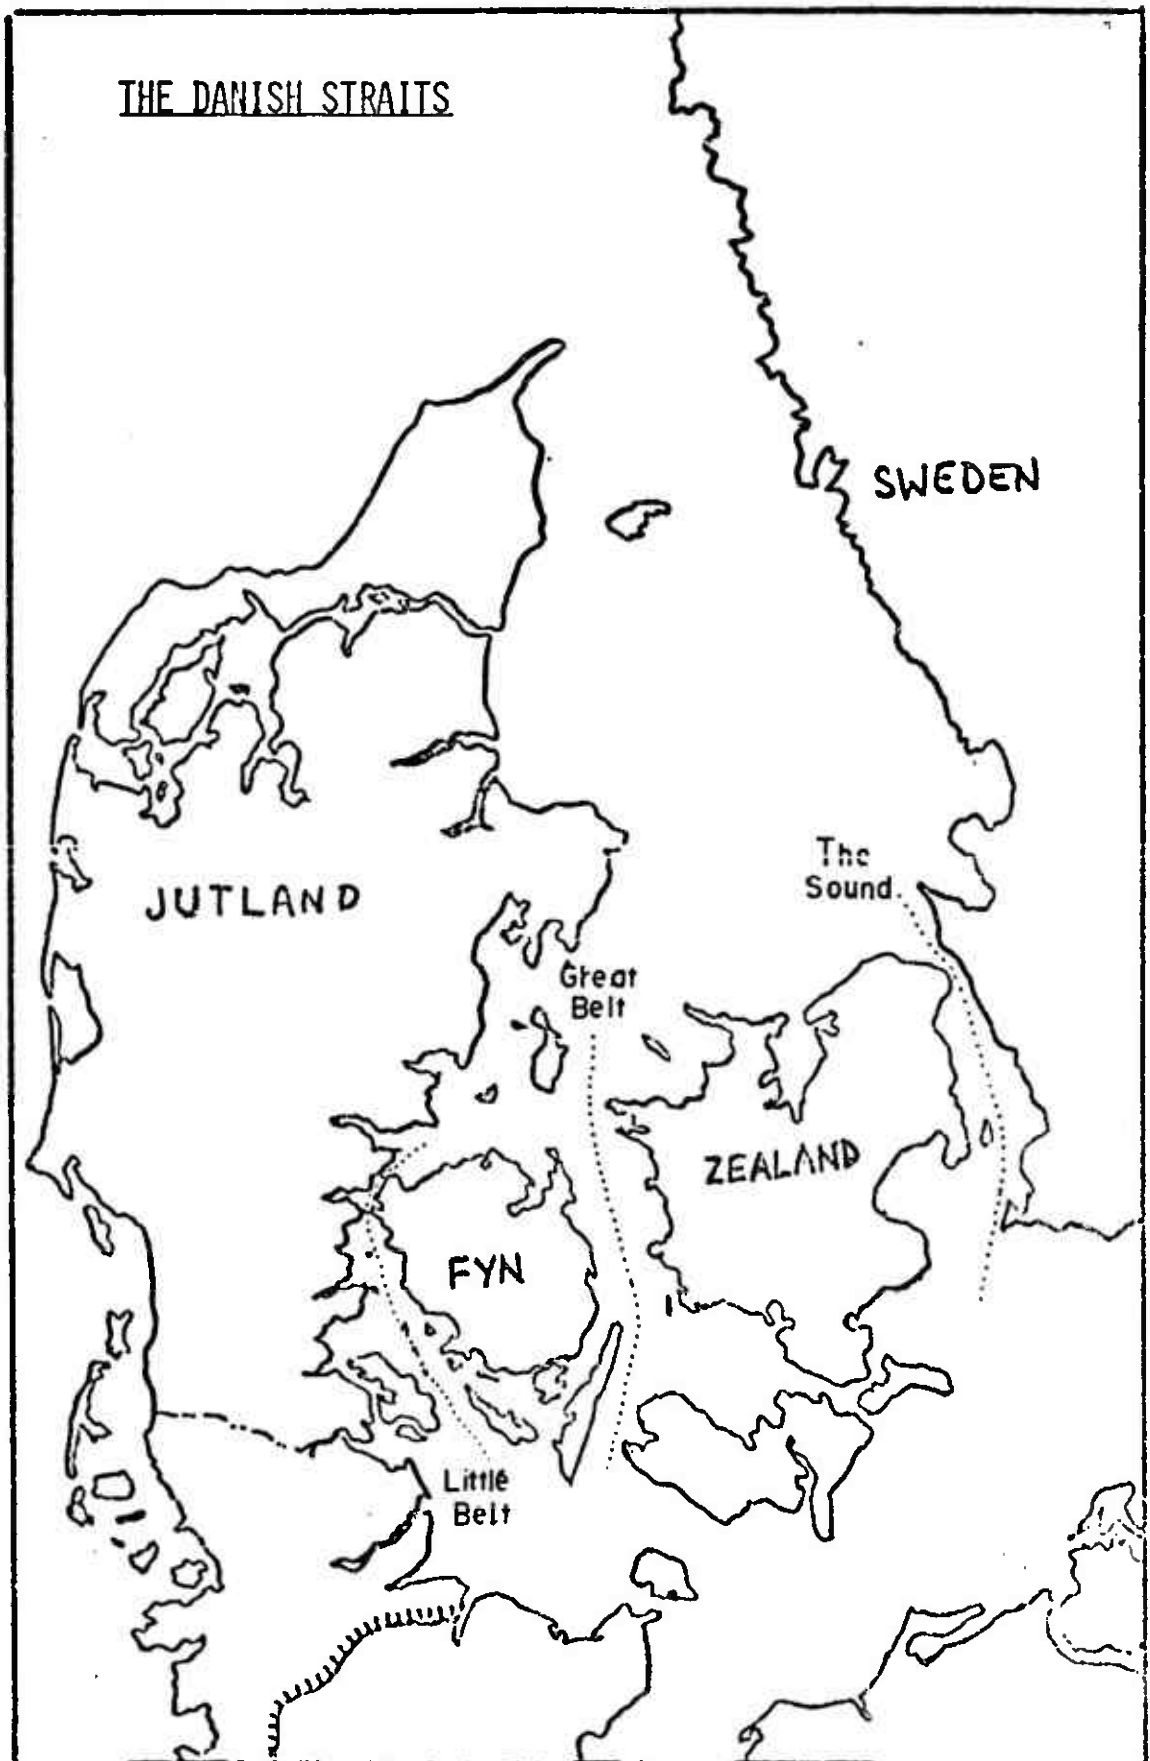 THE DANISH STRAITS
SWEDEN
The
Sound
JUTLAND
Great
Belt
ZEALAND
FYN
Little
Belt